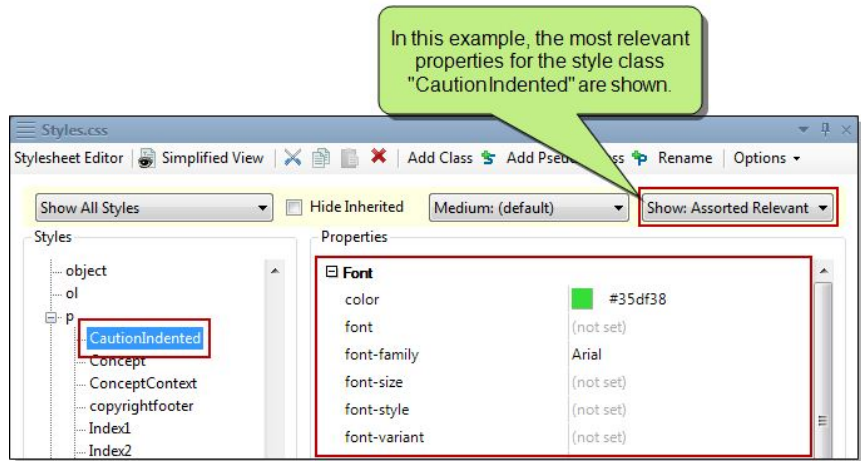 In this example, the most relevant
properties for the style class
"CautionIndented" are shown.
Styles.css
Stylesheet Editor Simplified View Add Class Add Pseu ss Rename Options
Show All Styles Hide Inherited Medium: (default) Show: Assorted Relevant
Styles Properties
object
ol
p
CautionIndented
Concept
ConceptContext
copyrightfooter
Index1
Index2
Font
color #35df38
font (not set)
font-family Arial
font-size (not set)
font-style (not set)
font-variant (not set)